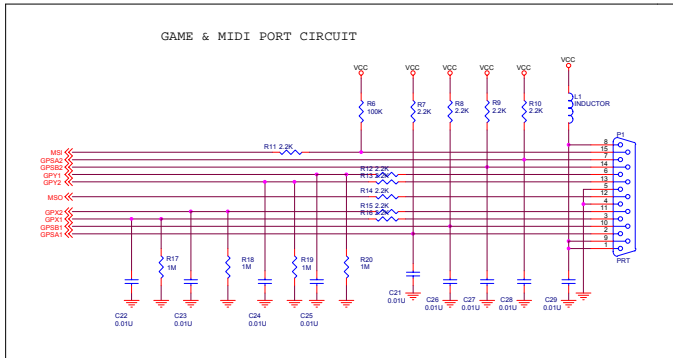 GAME & MIDI PORT CIRCUIT
VCC VCC VCC VCC VCC VCC
R6 100K
R7 2.2K
R8 2.2K
R9 2.2K
R10 2.2K
L1 INDUCTOR
P1
MSI
GPSA2
GPSB2
GPY1
GPY2
MSO
GPX2
GPX1
GPSB1
GPSA1
R11 2.2K
R12 2.2K
R13 2.2K
R14 2.2K
R15 2.2K
R16 2.2K
8
15
7
14
6
13
5
12
4
11
3
10
2
9
1
PRT
R17 1M
R18 1M
R19 1M
R20 1M
C22 0.01U
C23 0.01U
C24 0.01U
C25 0.01U
C21 0.01U
C26 0.01U
C27 0.01U
C28 0.01U
C29 0.01U